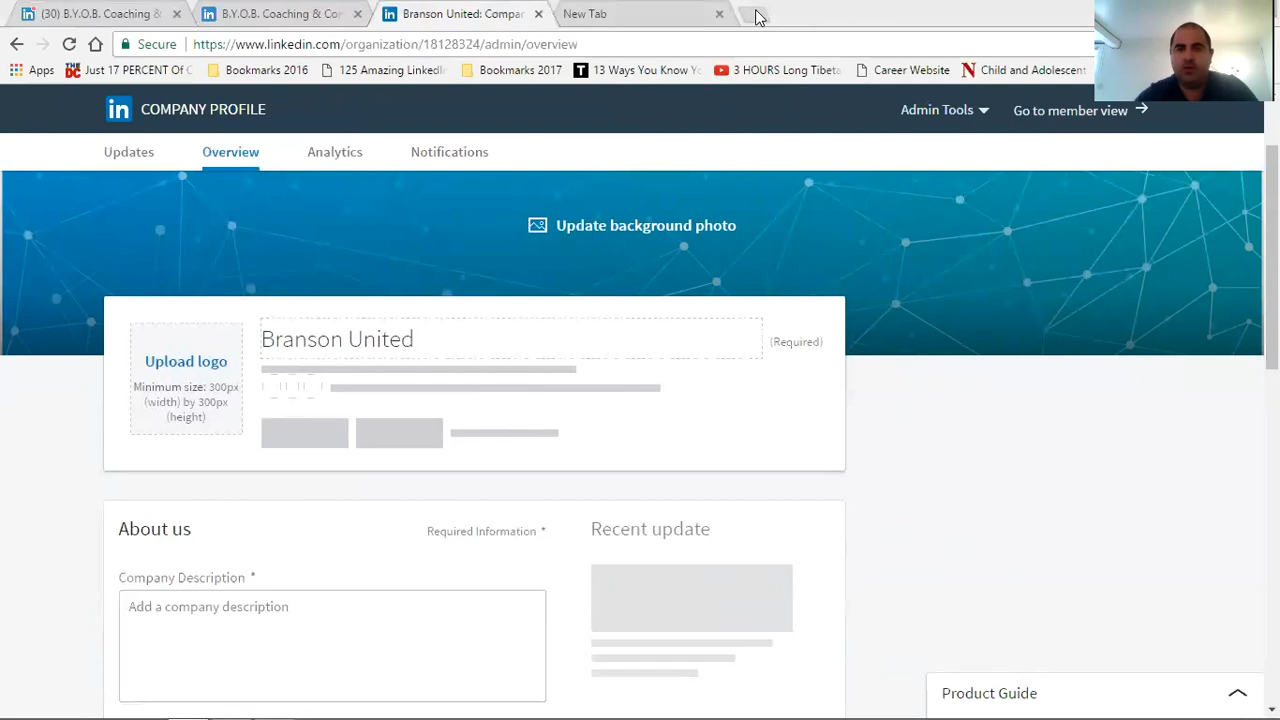 (30) B.Y.O.B. Coaching &
B.Y.O.B. Coaching & Co
Branson United: Compar
New Tab
Secure https://www.linkedin.com/organization/18128324/admin/overview
Apps Just 17 PERCENT Of C Bookmarks 2016 125 Amazing LinkedIn Bookmarks 2017 13 Ways You Know Y 3 HOURS Long Tibeta Career Website Child and Adolescent
in COMPANY PROFILE
Admin Tools
Go to member view
Updates Overview Analytics Notifications
Update background photo
Upload logo
Minimum size: 300px
(width) by 300px
(height)
Branson United
(Required)
About us
Required Information *
Recent update
Company Description *
Add a company description
Product Guide